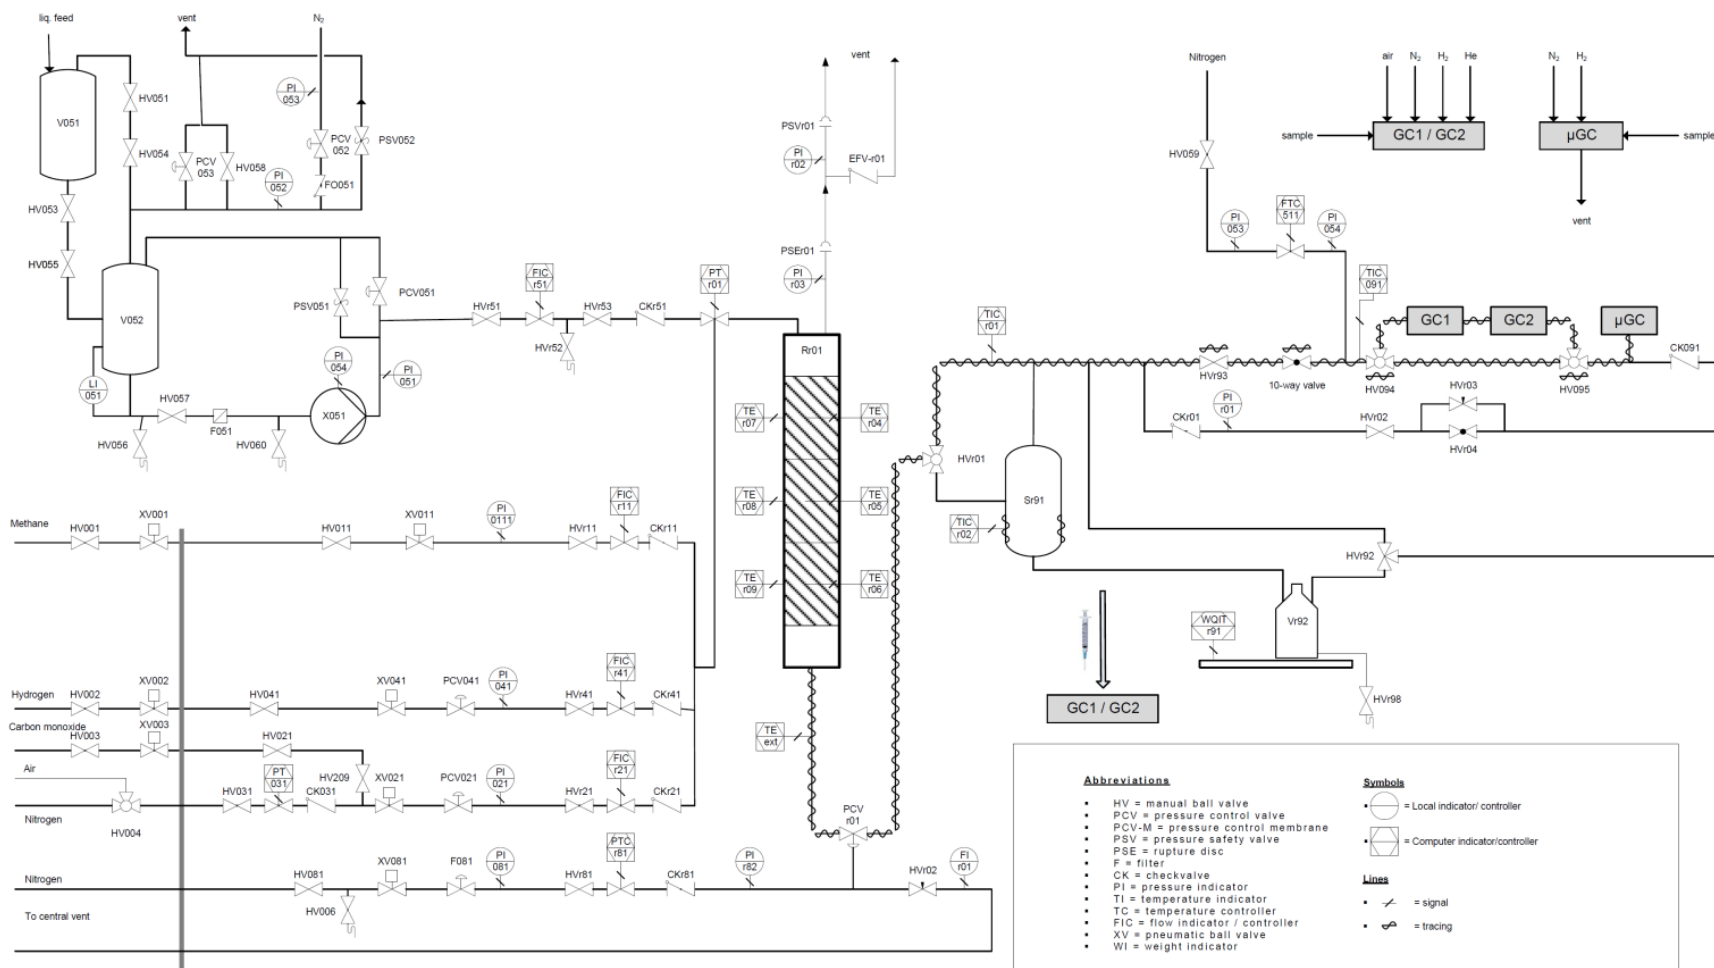 liq. feed
vent
N₂
V051
HV051
HV054
PI
053
PCV
052
PSV052
PCV
053
HV058
PI
052
FO051
HV053
HV055
V052
PSV051
PCV051
LI
051
PI
054
PI
051
X051
HV057
F051
HV056
HV060
HVr51
FIC
r51
HVr53
CKr51
HVr52
PT
r01
vent
PSVr01
PI
r02
EFV-r01
PSEr01
PI
r03
Rr01
TE
r07
TE
r04
TE
r08
TE
r05
TE
r09
TE
r06
TE
ext
PCV
r01
Nitrogen
HV059
PI
053
FTC
511
PI
054
air
N₂
H₂
He
sample
GC1 / GC2
N₂
H₂
µGC
sample
vent
TIC
r01
TIC
091
GC1
GC2
µGC
HVr93
10-way valve
HV094
HV095
CK091
CKr01
PI
r01
HVr02
HVr03
HVr04
HVr01
Sr91
TIC
r02
HVr92
Vr92
WQIT
r91
HVr98
GC1 / GC2
Methane
HV001
XV001
HV011
XV011
PI
0111
HVr11
FIC
r11
CKr11
Hydrogen
HV002
XV002
HV041
XV041
PCV041
PI
041
HVr41
FIC
r41
CKr41
Carbon monoxide
HV003
XV003
HV021
Air
HV004
Nitrogen
HV031
PT
031
CK031
HV209
XV021
PCV021
PI
021
HVr21
FIC
r21
CKr21
Nitrogen
HV081
HV006
XV081
F081
PI
081
HVr81
PTC
r81
CKr81
PI
r82
HVr02
FI
r01
To central vent
Abbreviations
• HV = manual ball valve
• PCV = pressure control valve
• PCV-M = pressure control membrane
• PSV = pressure safety valve
• PSE = rupture disc
• F = filter
• CK = checkvalve
• PI = pressure indicator
• TI = temperature indicator
• TC = temperature controller
• FIC = flow indicator / controller
• XV = pneumatic ball valve
• WI = weight indicator
Symbols
• = Local indicator/ controller
• = Computer indicator/controller
Lines
• = signal
• = tracing